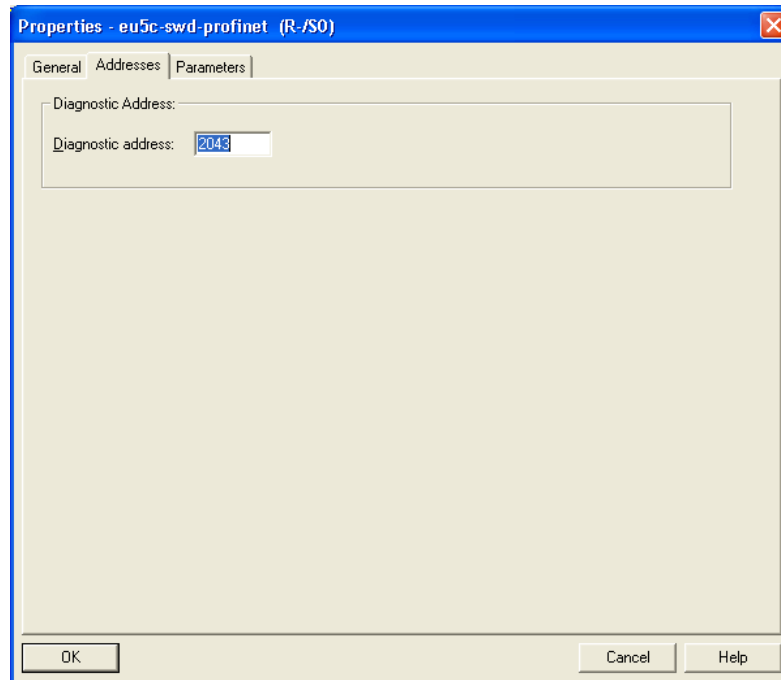 Properties - eu5c-swd-profinet (R-/S0)
General Addresses Parameters
Diagnostic Address:
Diagnostic address: 2043
OK Cancel Help